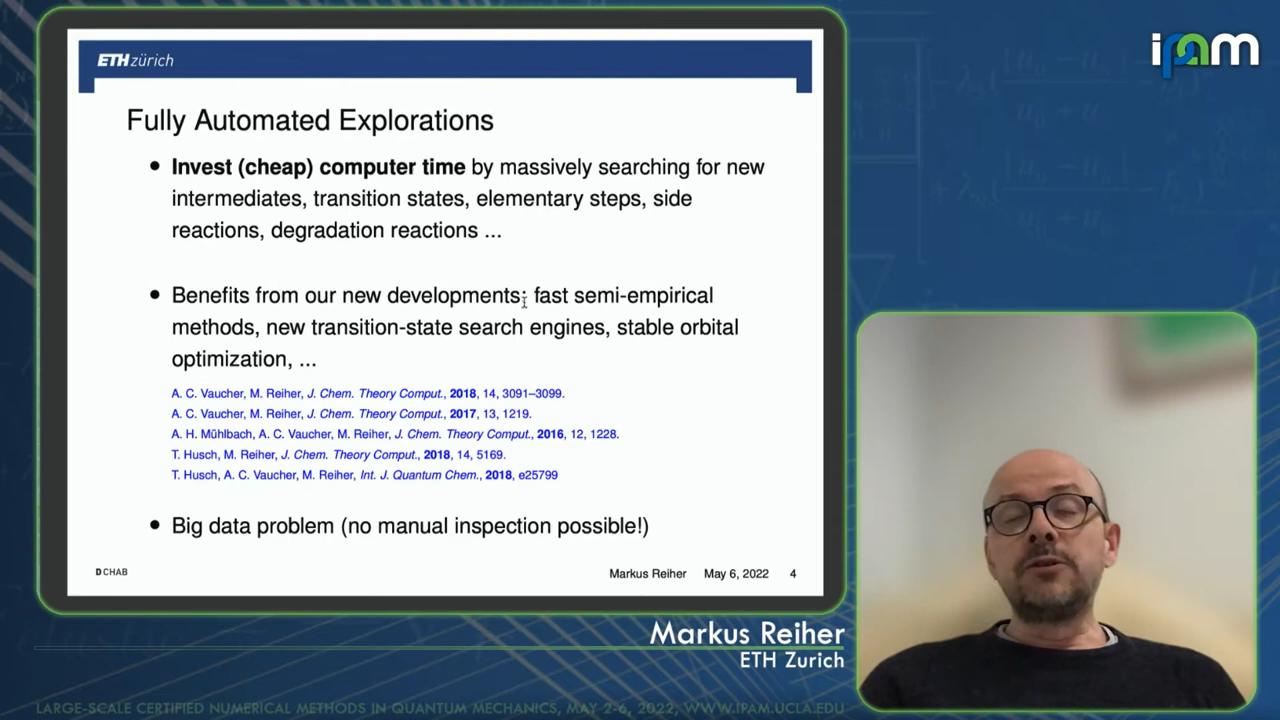 ETH zürich
ipam
Fully Automated Explorations
• Invest (cheap) computer time by massively searching for new
intermediates, transition states, elementary steps, side
reactions, degradation reactions ...
• Benefits from our new developments: fast semi-empirical
methods, new transition-state search engines, stable orbital
optimization, ...
A. C. Vaucher, M. Reiher, J. Chem. Theory Comput., 2018, 14, 3091–3099.
A. C. Vaucher, M. Reiher, J. Chem. Theory Comput., 2017, 13, 1219.
A. H. Mühlbach, A. C. Vaucher, M. Reiher, J. Chem. Theory Comput., 2016, 12, 1228.
T. Husch, M. Reiher, J. Chem. Theory Comput., 2018, 14, 5169.
T. Husch, A. C. Vaucher, M. Reiher, Int. J. Quantum Chem., 2018, e25799
• Big data problem (no manual inspection possible!)
D CHAB
Markus Reiher May 6, 2022 4
Markus Reiher
ETH Zurich
LARGE-SCALE CERTIFIED NUMERICAL METHODS IN QUANTUM MECHANICS, MAY 2-6, 2022, WWW.IPAM.UCLA.EDU